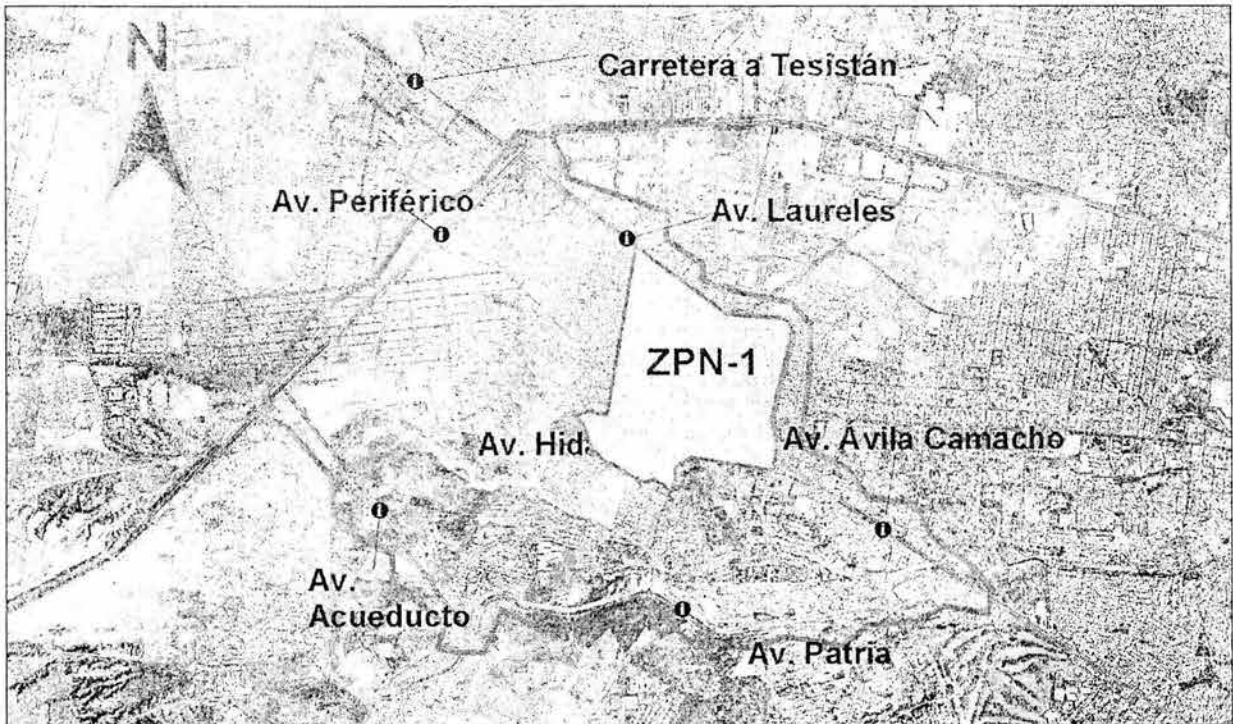 N
Carretera a Tesistán
Av. Periférico
Av. Laureles
ZPN-1
Av. Hid
Av. Ávila Camacho
Av.
Acueducto
Av. Patria